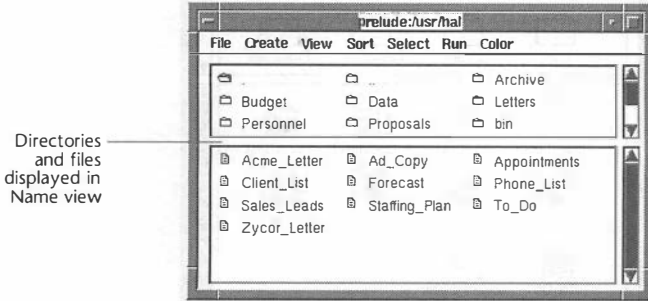 prelude:/usr/hal
File Create View Sort Select Run Color
. .. Archive
Budget Data Letters
Personnel Proposals bin
Directories
and files
displayed in
Name view
Acme_Letter Ad_Copy Appointments
Client_List Forecast Phone_List
Sales_Leads Staffing_Plan To_Do
Zycor_Letter